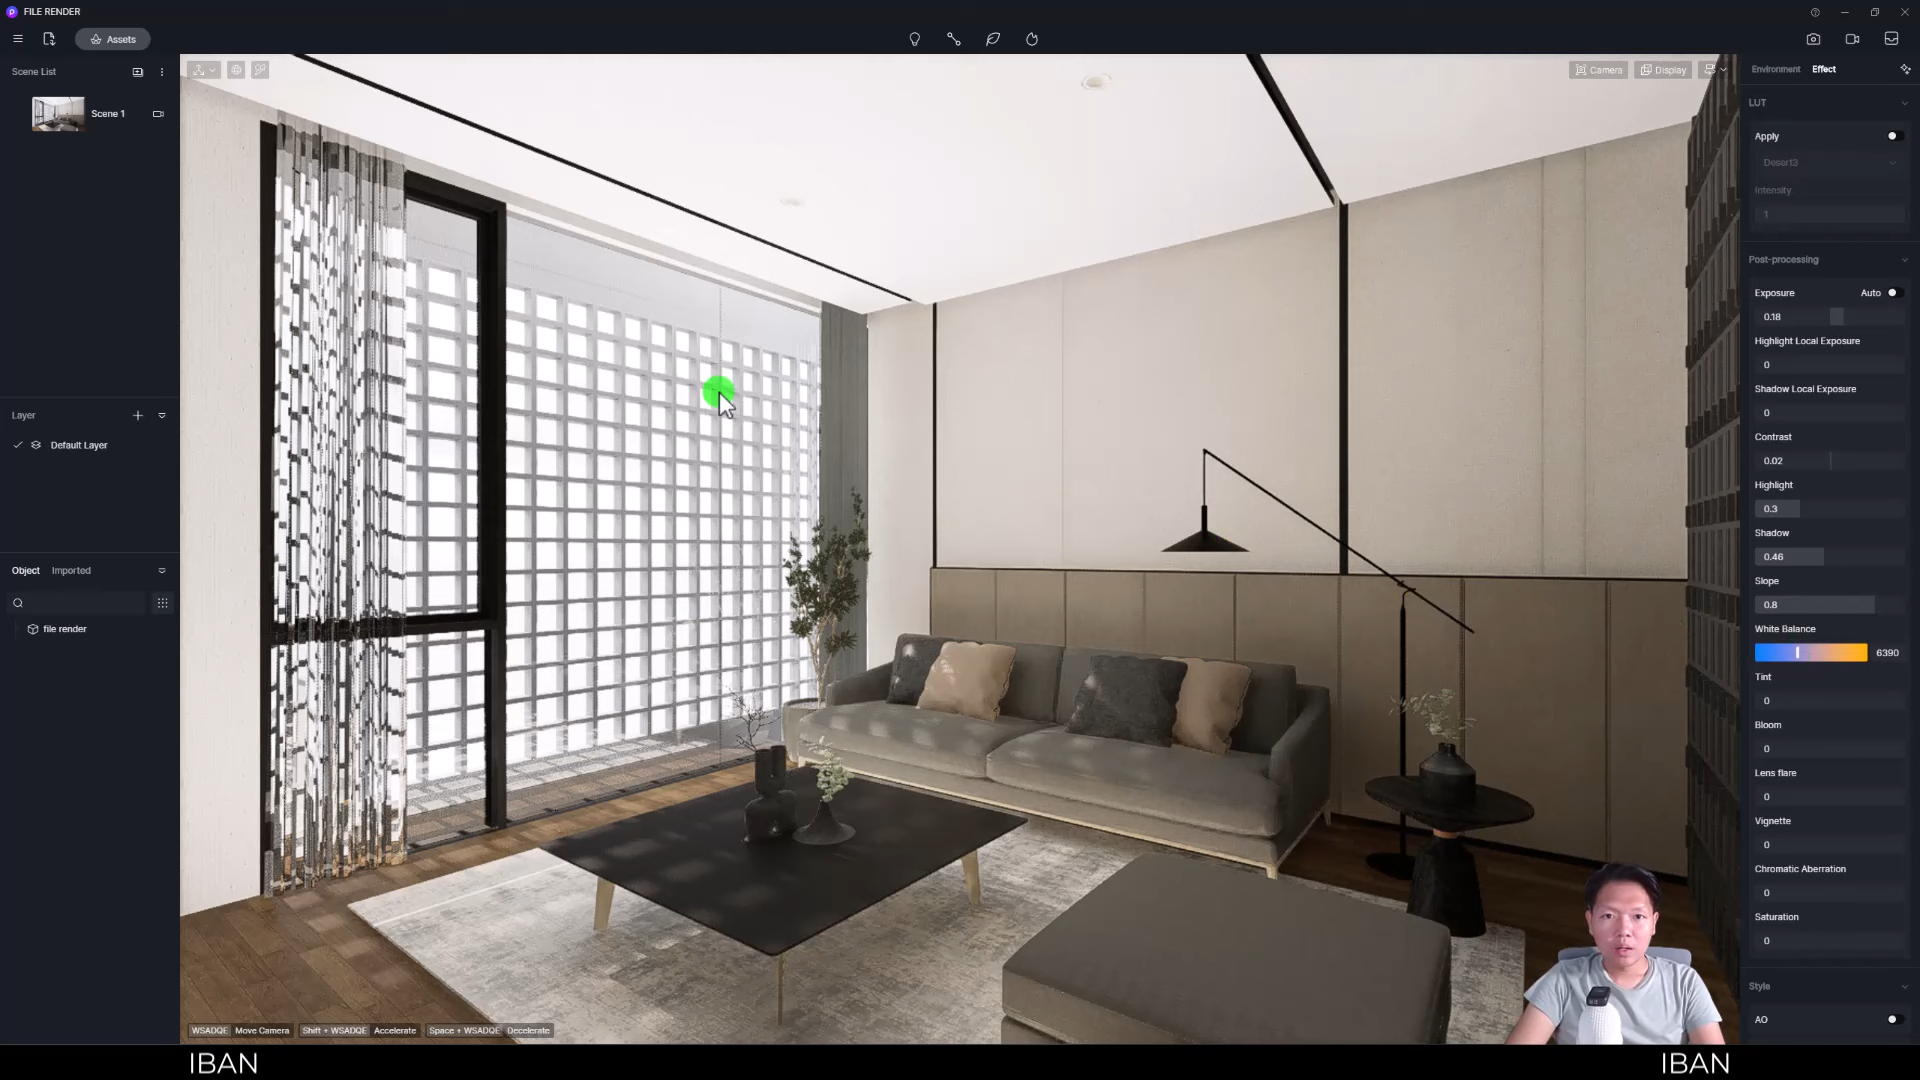 FILE RENDER
Assets
Scene List
Scene 1
Camera
Display
Environment Effect
LUT
Apply
Desert3
Intensity
1
Post-processing
Exposure Auto
0.18
Highlight Local Exposure
0
Shadow Local Exposure
0
Contrast
0.02
Highlight
0.3
Shadow
0.46
Slope
0.8
White Balance
6390
Tint
0
Bloom
0
Lens flare
0
Vignette
0
Chromatic Aberration
0
Saturation
0
Style
AO
Layer
Default Layer
Object Imported
file render
WSADQE Move Camera Shift + WSADQE Accelerate Space + WSADQE Decelerate
IBAN IBAN